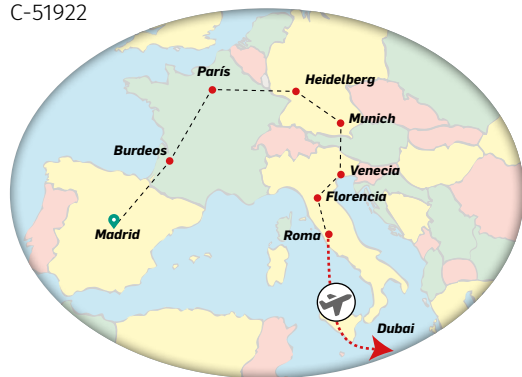 C-51922
París
Heidelberg
Munich
Burdeos
Venecia
Florencia
Madrid
Roma
Dubai